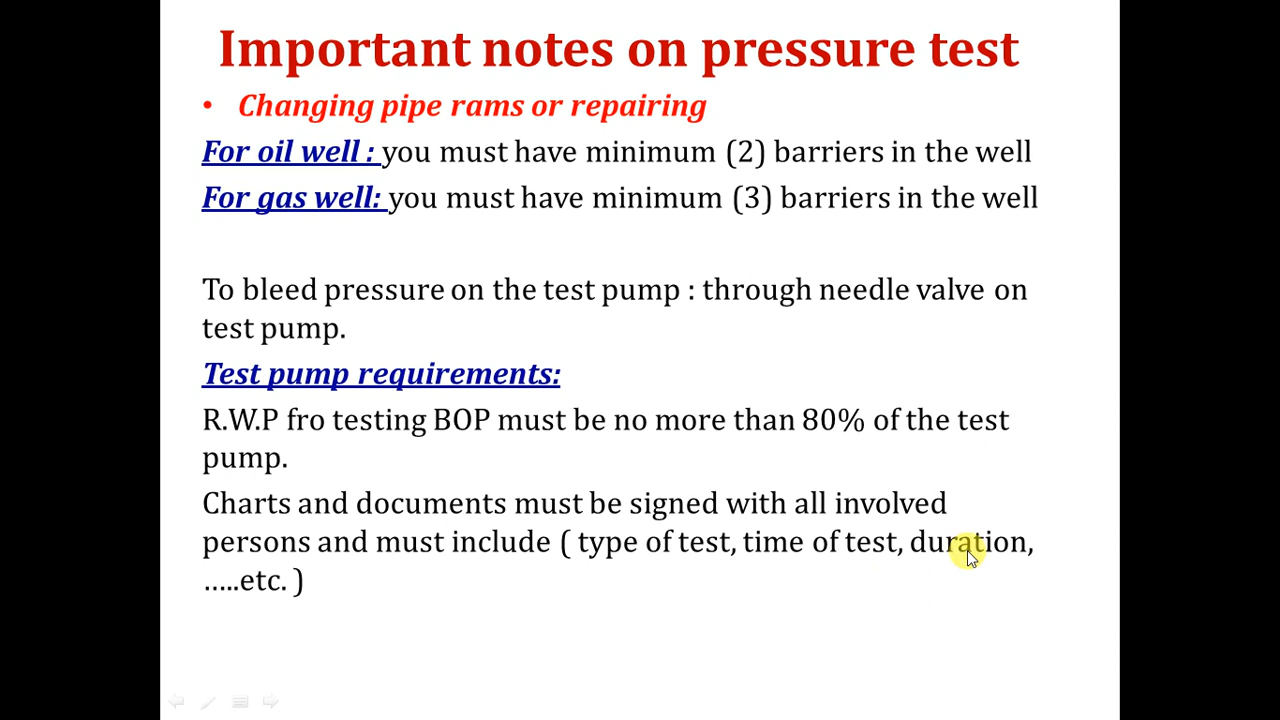 Important notes on pressure test
• Changing pipe rams or repairing
For oil well : you must have minimum (2) barriers in the well
For gas well: you must have minimum (3) barriers in the well
To bleed pressure on the test pump : through needle valve on
test pump.
Test pump requirements:
R.W.P fro testing BOP must be no more than 80% of the test
pump.
Charts and documents must be signed with all involved
persons and must include ( type of test, time of test, duration,
…..etc. )